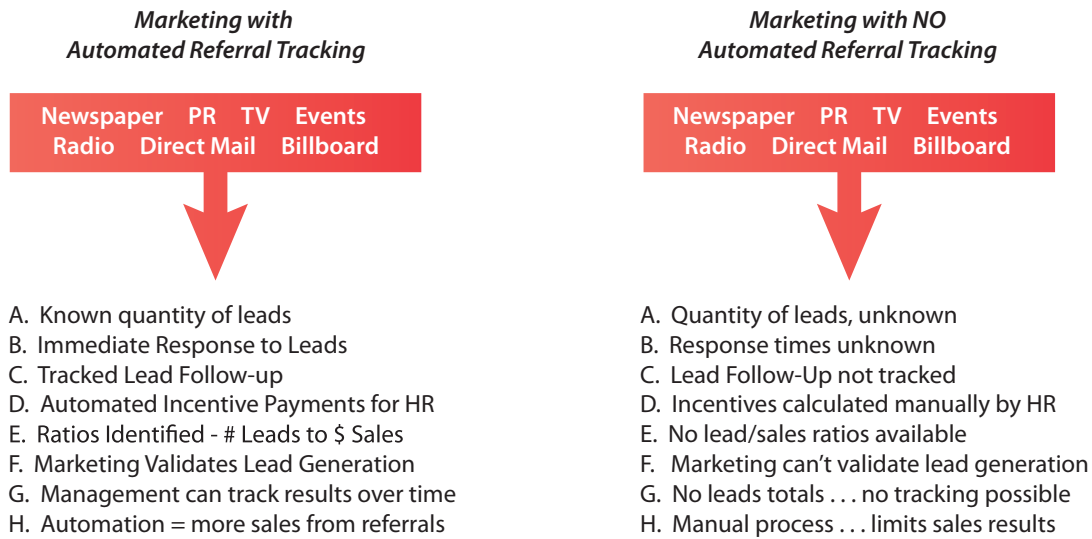 Marketing with
Automated Referral Tracking
Newspaper PR TV Events
Radio Direct Mail Billboard
A. Known quantity of leads
B. Immediate Response to Leads
C. Tracked Lead Follow-up
D. Automated Incentive Payments for HR
E. Ratios Identified - # Leads to $ Sales
F. Marketing Validates Lead Generation
G. Management can track results over time
H. Automation = more sales from referrals
Marketing with NO
Automated Referral Tracking
Newspaper PR TV Events
Radio Direct Mail Billboard
A. Quantity of leads, unknown
B. Response times unknown
C. Lead Follow-Up not tracked
D. Incentives calculated manually by HR
E. No lead/sales ratios available
F. Marketing can’t validate lead generation
G. No leads totals . . . no tracking possible
H. Manual process . . . limits sales results